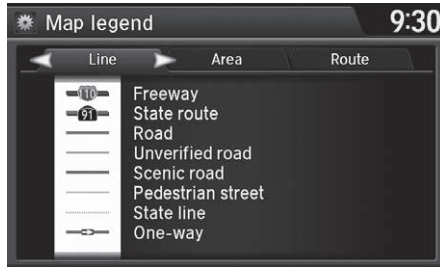 Map legend 9:30
Line Area Route
110 Freeway
91 State route
Road
Unverified road
Scenic road
Pedestrian street
State line
One-way